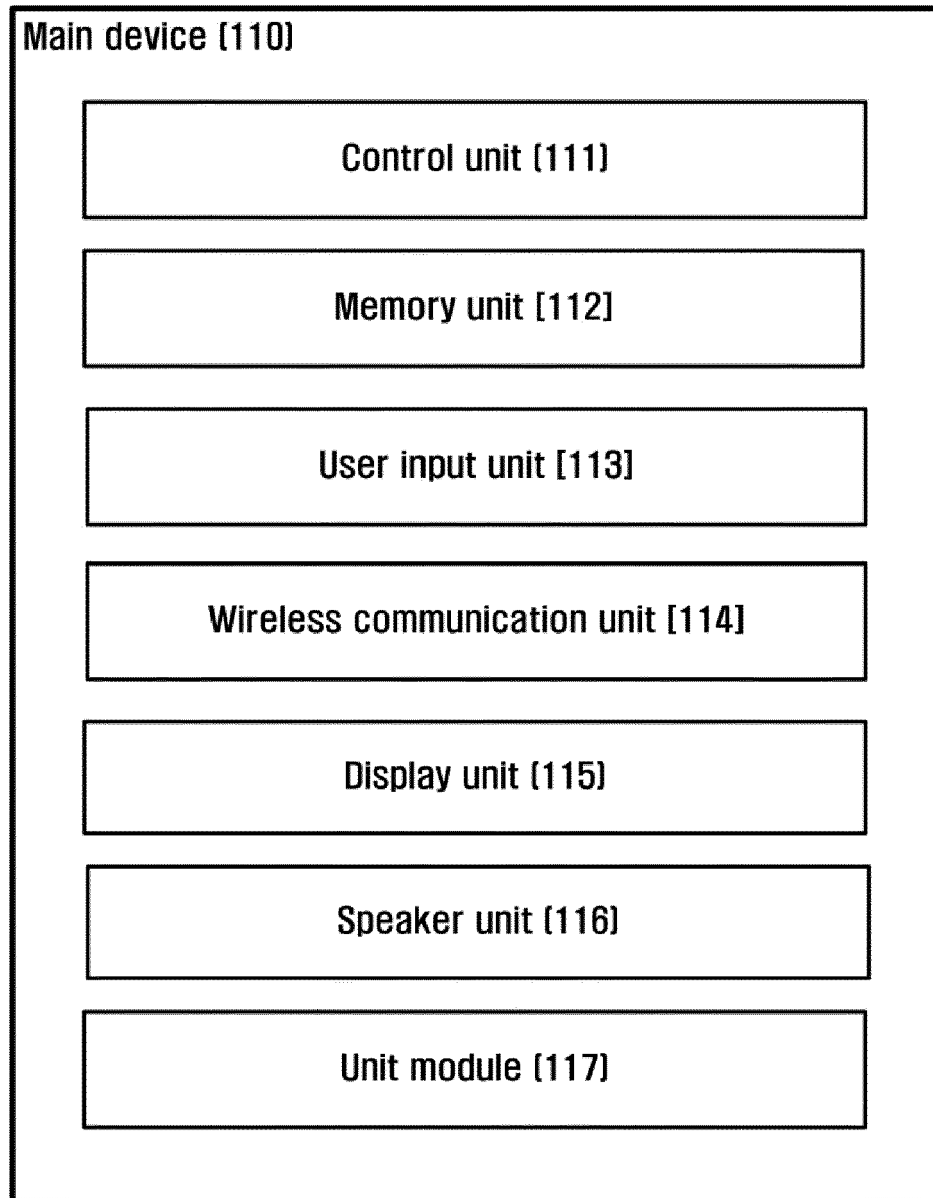 Main device (110)
Control unit (111)
Memory unit [112]
User input unit [113]
Wireless communication unit [114]
Display unit (115)
Speaker unit (116)
Unit module (117)